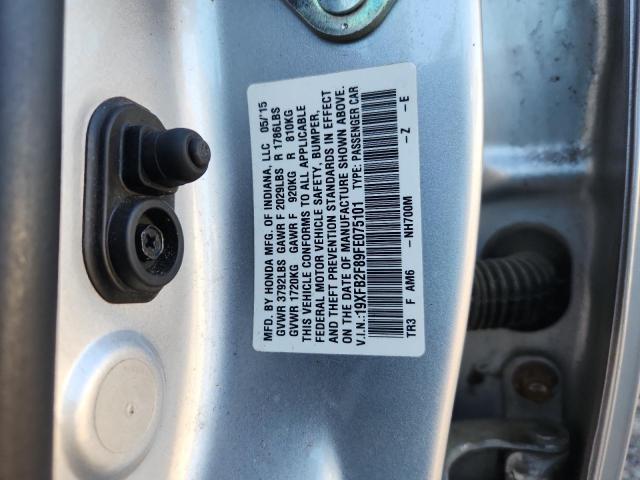 MFD. BY HONDA MFG. OF INDIANA, LLC 05/'15
GVWR 3792LBS GAWR F 2029LBS R 1786LBS
GVWR 1720KG GAWR F 920KG R 810KG
THIS VEHICLE CONFORMS TO ALL APPLICABLE
FEDERAL MOTOR VEHICLE SAFETY, BUMPER,
AND THEFT PREVENTION STANDARDS IN EFFECT
ON THE DATE OF MANUFACTURE SHOWN ABOVE.
V.I.N.:19XFB2F89FE075101 TYPE: PASSENGER CAR
TR3 F AM6 - NH700M - Z - E